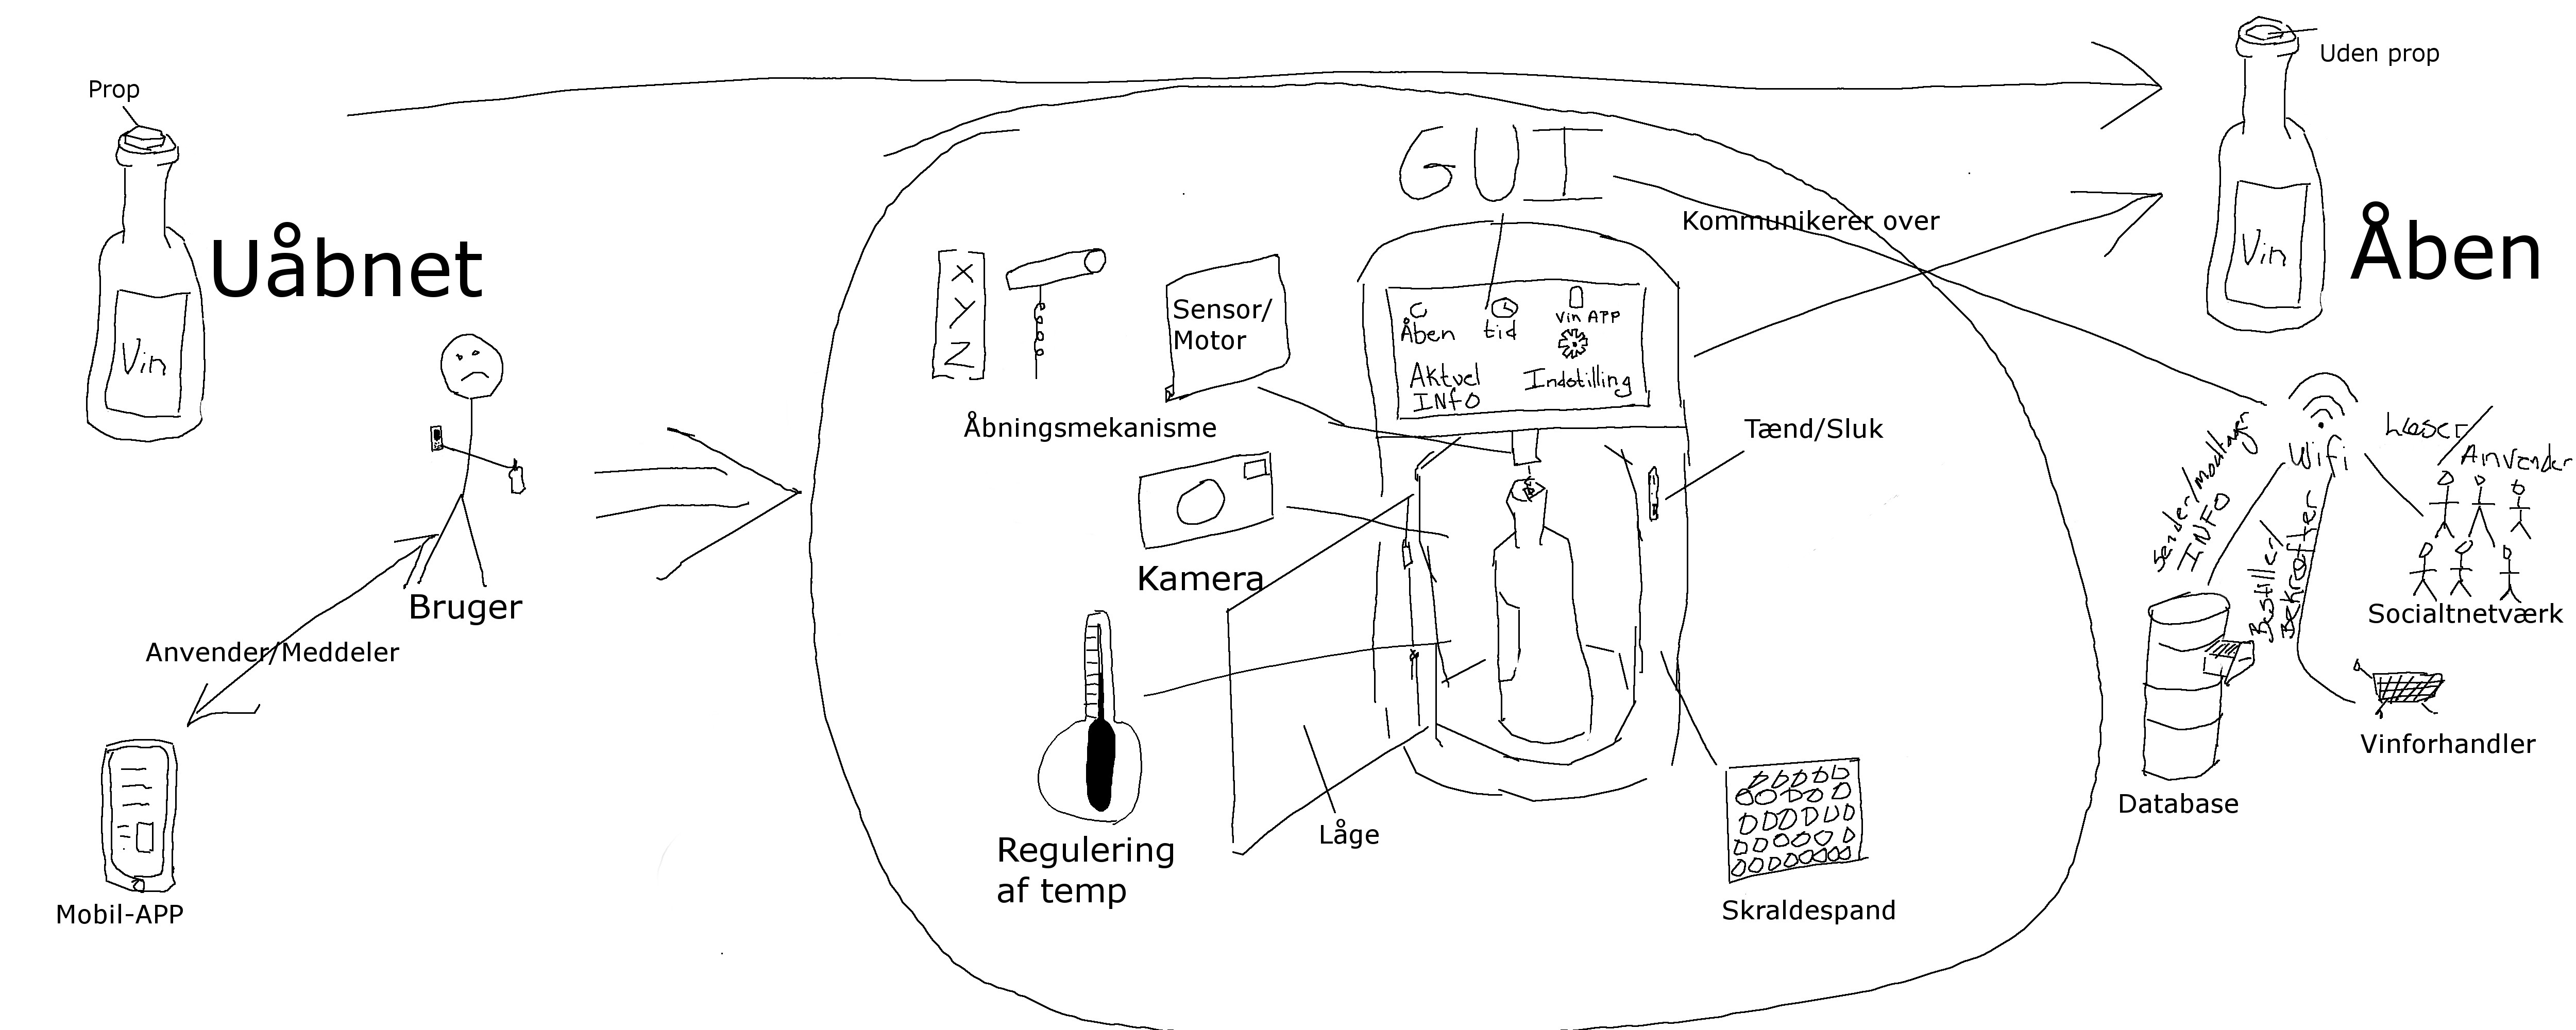 Prop
Vin
Uåbnet
Bruger
Anvender/Meddeler
Mobil-APP
GUI
Kommunikerer over
X
Y
Z
Sensor/
Motor
Åbningsmekanisme
Åben
tid
Vin APP
Aktuel
INFO
Indstilling
Tænd/Sluk
Kamera
Regulering
af temp
Låge
Skraldespand
Uden prop
Vin
Åben
Wifi
Læser/
Anvender
Socialtnetværk
Sender/modtager
INFO
Bestiller/
Bekræfter
Database
Vinforhandler